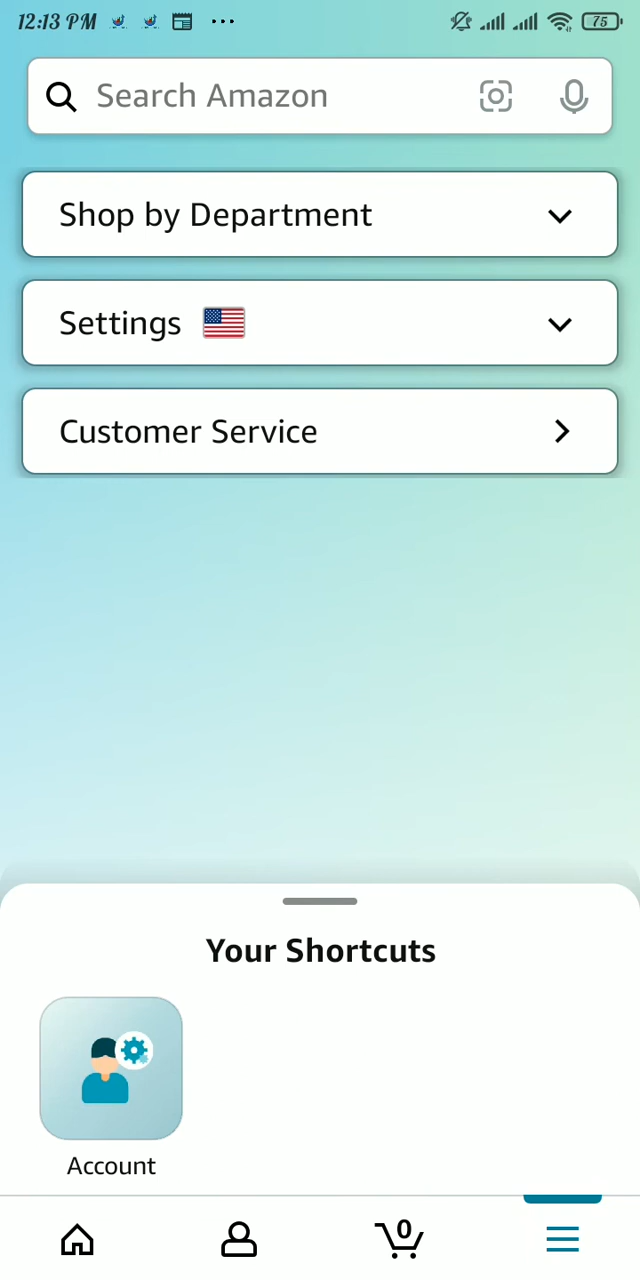 12:13 PM
75
Search Amazon
Shop by Department
Settings
Customer Service
Your Shortcuts
Account
0